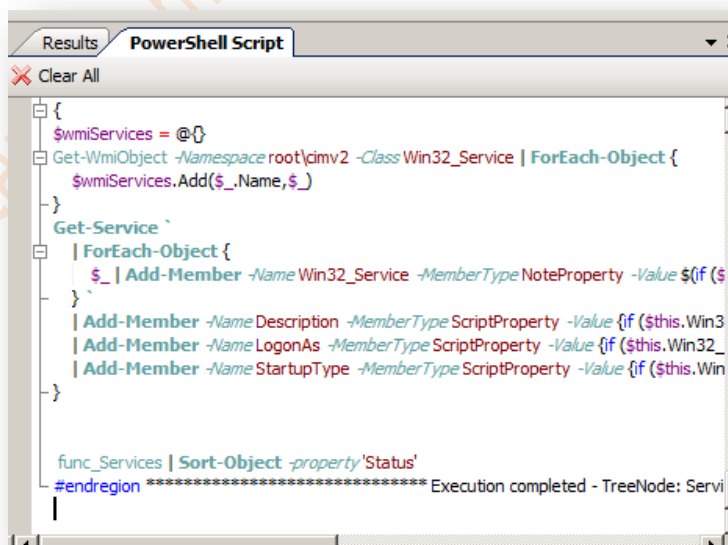 Results PowerShell Script
Clear All
{
$wmiServices = @{}
Get-WmiObject -Namespace root\cimv2 -Class Win32_Service | ForEach-Object {
$wmiServices.Add($_.Name,$_)
}
Get-Service `
| ForEach-Object {
$_ | Add-Member -Name Win32_Service -MemberType NoteProperty -Value $(if ($
} `
| Add-Member -Name Description -MemberType ScriptProperty -Value {if ($this.Win3
| Add-Member -Name LogonAs -MemberType ScriptProperty -Value {if ($this.Win32_
| Add-Member -Name StartupType -MemberType ScriptProperty -Value {if ($this.Win
}
func_Services | Sort-Object -property 'Status'
#endregion ****************************** Execution completed - TreeNode: Servi